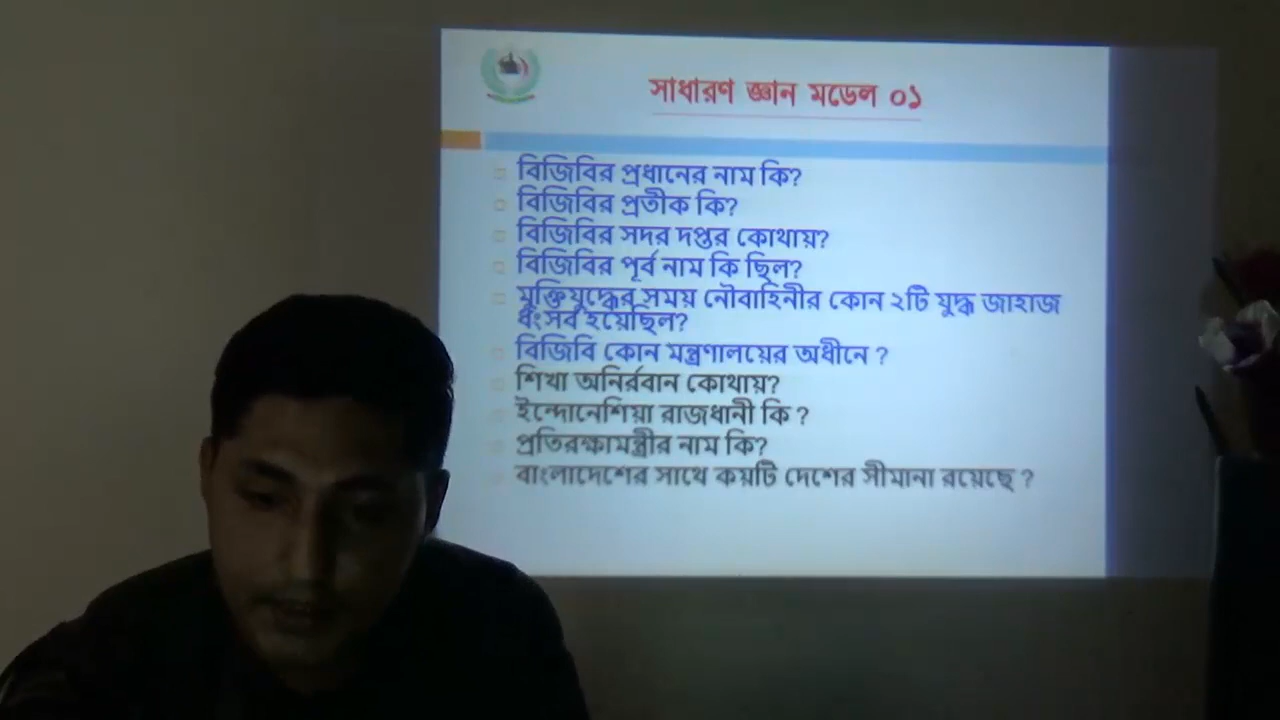 সাধারণ জ্ঞান মডেল ০১
বিজিবির প্রধানের নাম কি?
বিজিবির প্রতীক কি?
বিজিবির সদর দপ্তর কোথায়?
বিজিবির পূর্ব নাম কি ছিল?
মুক্তিযুদ্ধের সময় নৌবাহিনীর কোন ২টি যুদ্ধ জাহাজ
ধংসর্ব হয়েছিল?
বিজিবি কোন মন্ত্রণালয়ের অধীনে ?
শিখা অনির্রবান কোথায়?
ইন্দোনেশিয়া রাজধানী কি ?
প্রতিরক্ষামন্ত্রীর নাম কি?
বাংলাদেশের সাথে কয়টি দেশের সীমানা রয়েছে ?